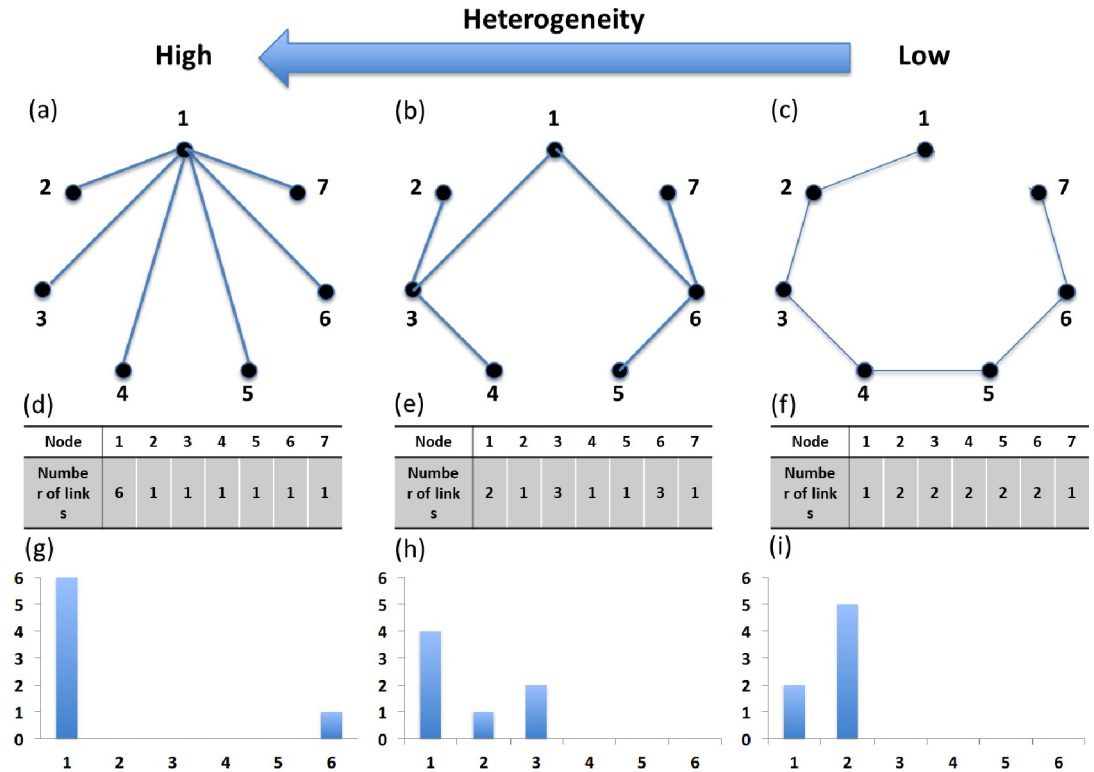 Heterogeneity
High Low
(a) (b) (c)
1 1 1
2 7 2 7 2 7
3 6 3 6 3 6
4 5 4 5 4 5
(d) (e) (f)
Node 1 2 3 4 5 6 7 Node 1 2 3 4 5 6 7 Node 1 2 3 4 5 6 7
Numbe Numbe Numbe
r of link 6 1 1 1 1 1 1 r of link 2 1 3 1 1 3 1 r of link 1 2 2 2 2 2 1
s s s
(g) (h) (i)
6 6 6
5 5 5
4 4 4
3 3 3
2 2 2
1 1 1
0 0 0
1 2 3 4 5 6 1 2 3 4 5 6 1 2 3 4 5 6